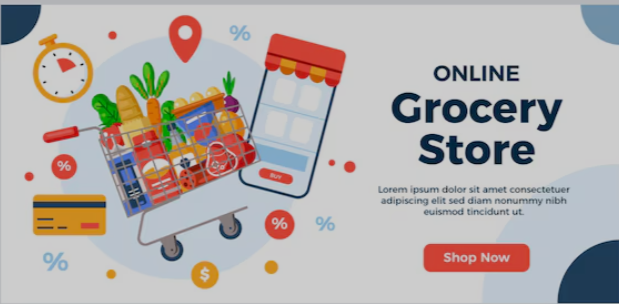 ONLINE
Grocery
Store
Lorem ipsum dolor sit amet consectetuer
adipiscing elit sed diam nonummy nibh
euismod tincidunt ut.
Shop Now
BUY
%
%
%
%
%
$